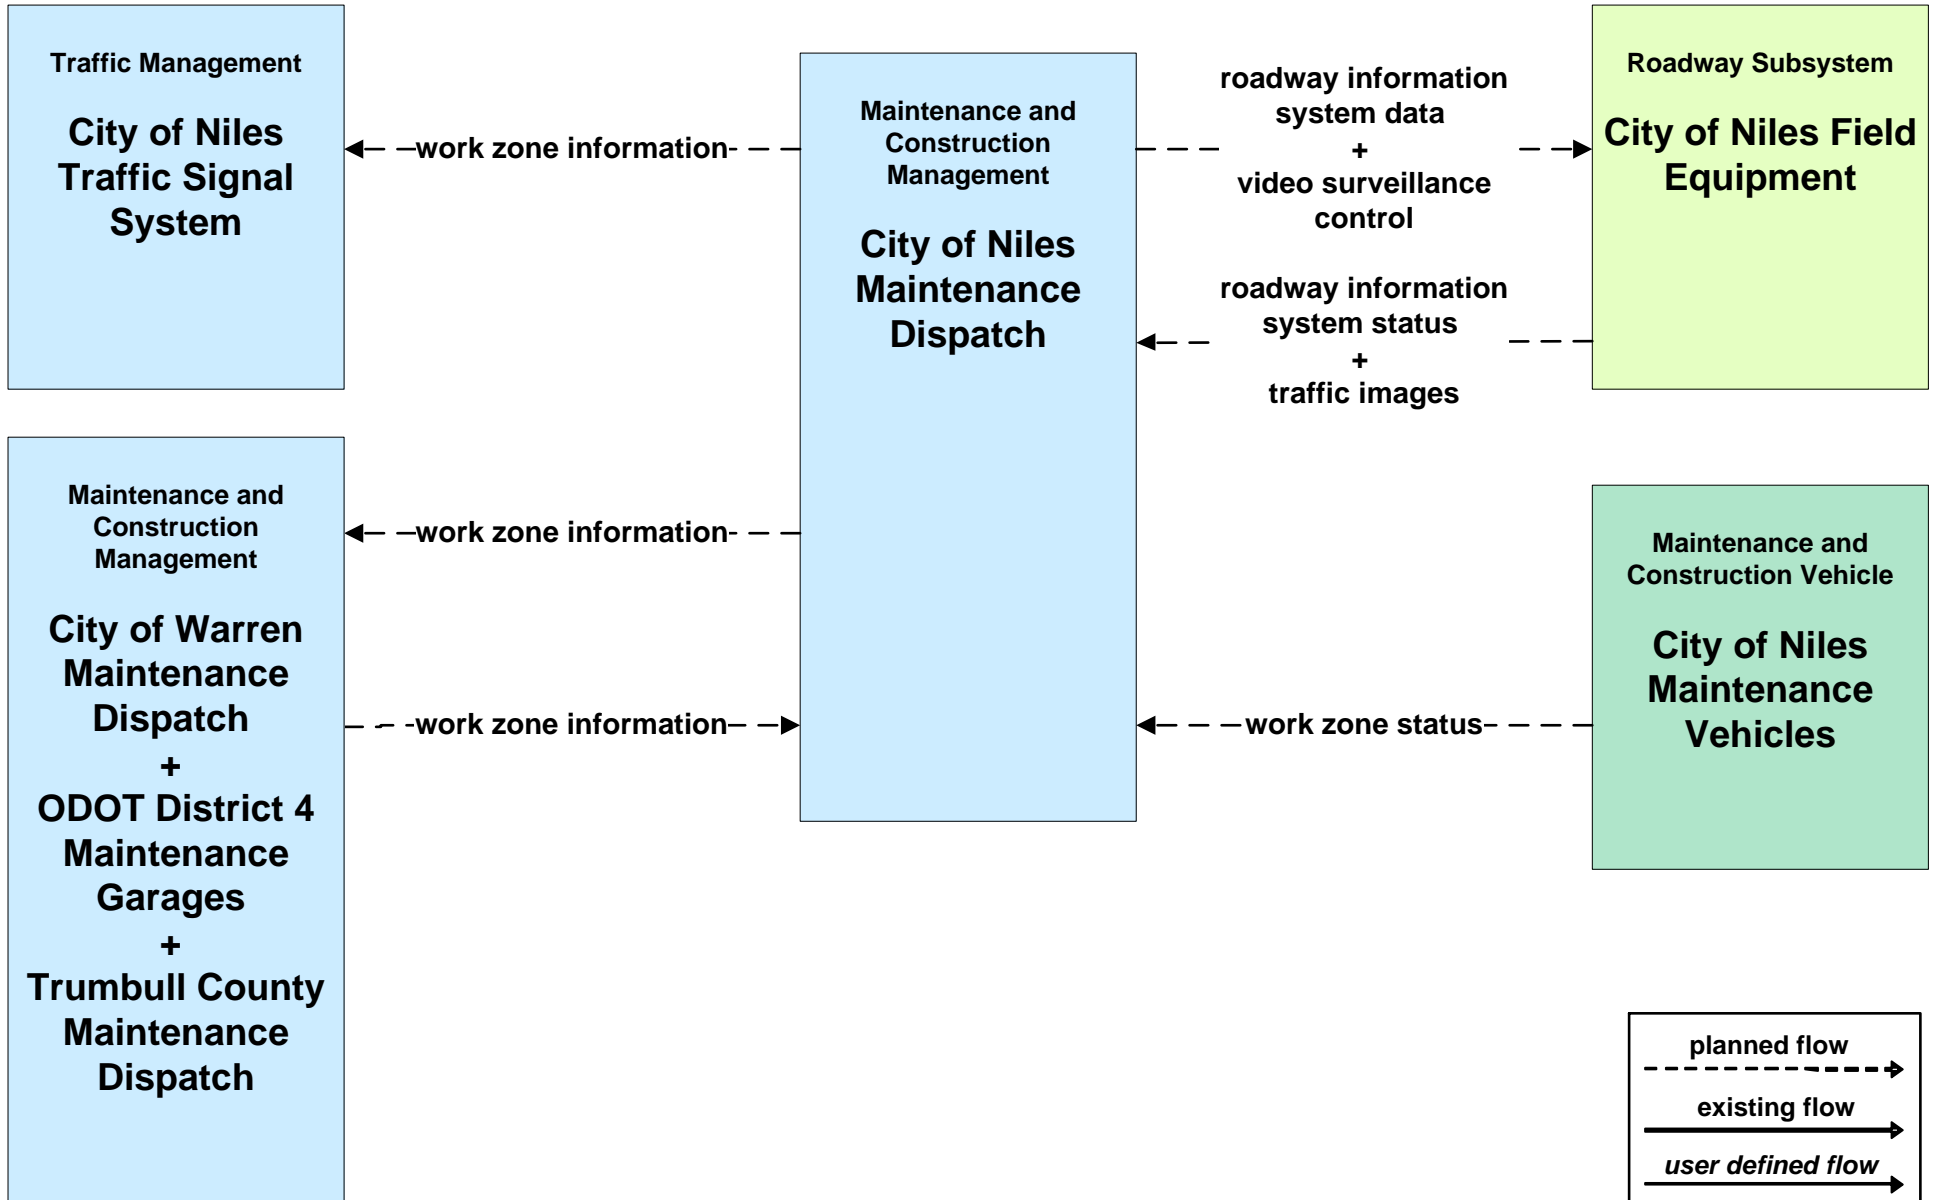 Traffic Management
City of Niles
Traffic Signal
System
work zone information
Maintenance and
Construction
Management
City of Niles
Maintenance
Dispatch
roadway information
system data
+
video surveillance
control
roadway information
system status
+
traffic images
Roadway Subsystem
City of Niles Field
Equipment
Maintenance and
Construction
Management
City of Warren
Maintenance
Dispatch
+
ODOT District 4
Maintenance
Garages
+
Trumbull County
Maintenance
Dispatch
work zone information
work zone information
work zone status
Maintenance and
Construction Vehicle
City of Niles
Maintenance
Vehicles
planned flow
existing flow
user defined flow